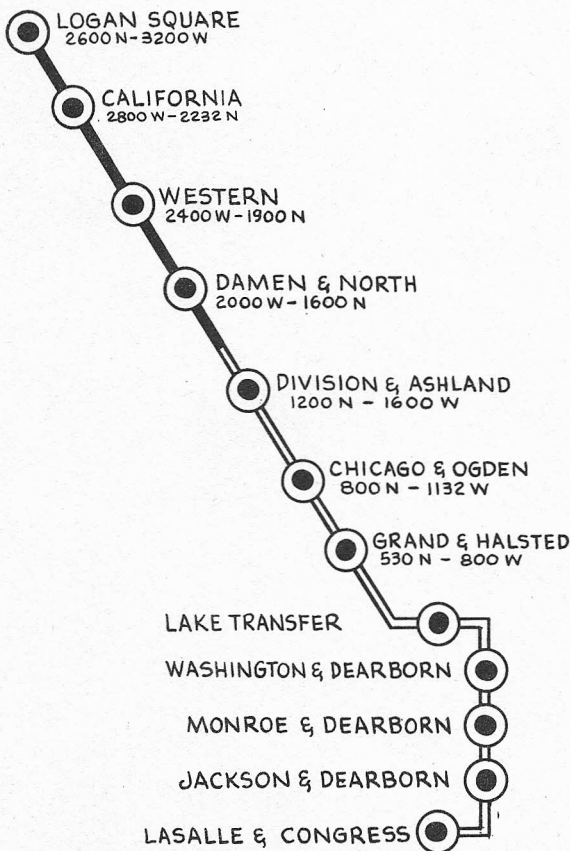 LOGAN SQUARE
2600 N-3200 W
CALIFORNIA
2800 W-2232 N
WESTERN
2400 W-1900 N
DAMEN & NORTH
2000 W-1600 N
DIVISION & ASHLAND
1200 N - 1600 W
CHICAGO & OGDEN
800 N - 1132 W
GRAND & HALSTED
530 N - 800 W
LAKE TRANSFER
WASHINGTON & DEARBORN
MONROE & DEARBORN
JACKSON & DEARBORN
LASALLE & CONGRESS